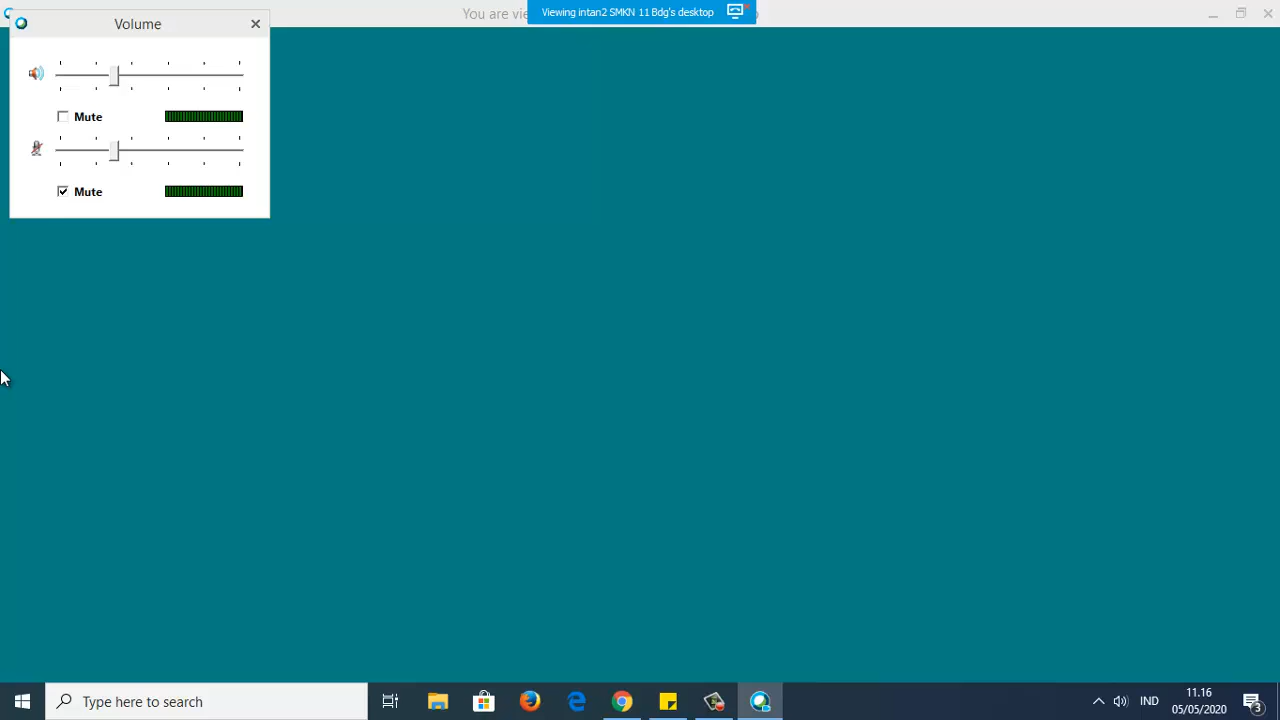 You are vie
Viewing intan2 SMKN 11 Bdg's desktop
Volume
Mute
Mute
Type here to search
IND
11.16
05/05/2020
3